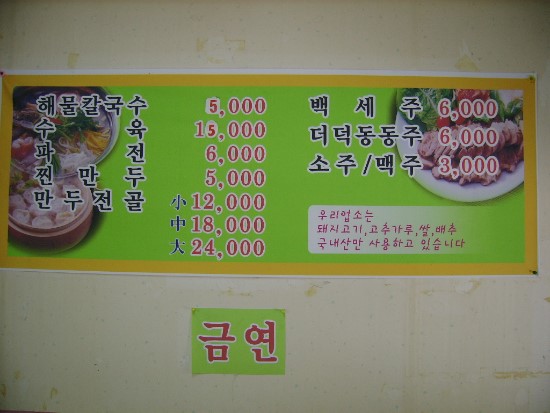 해물칼국수 5,000
수육 15,000
파전 6,000
찐만두 5,000
만두전골 小 12,000
中 18,000
大 24,000
백세주 6,000
더덕동동주 6,000
소주/맥주 3,000
우리업소는
돼지고기,고추가루,쌀,배추
국내산만 사용하고 있습니다
금연